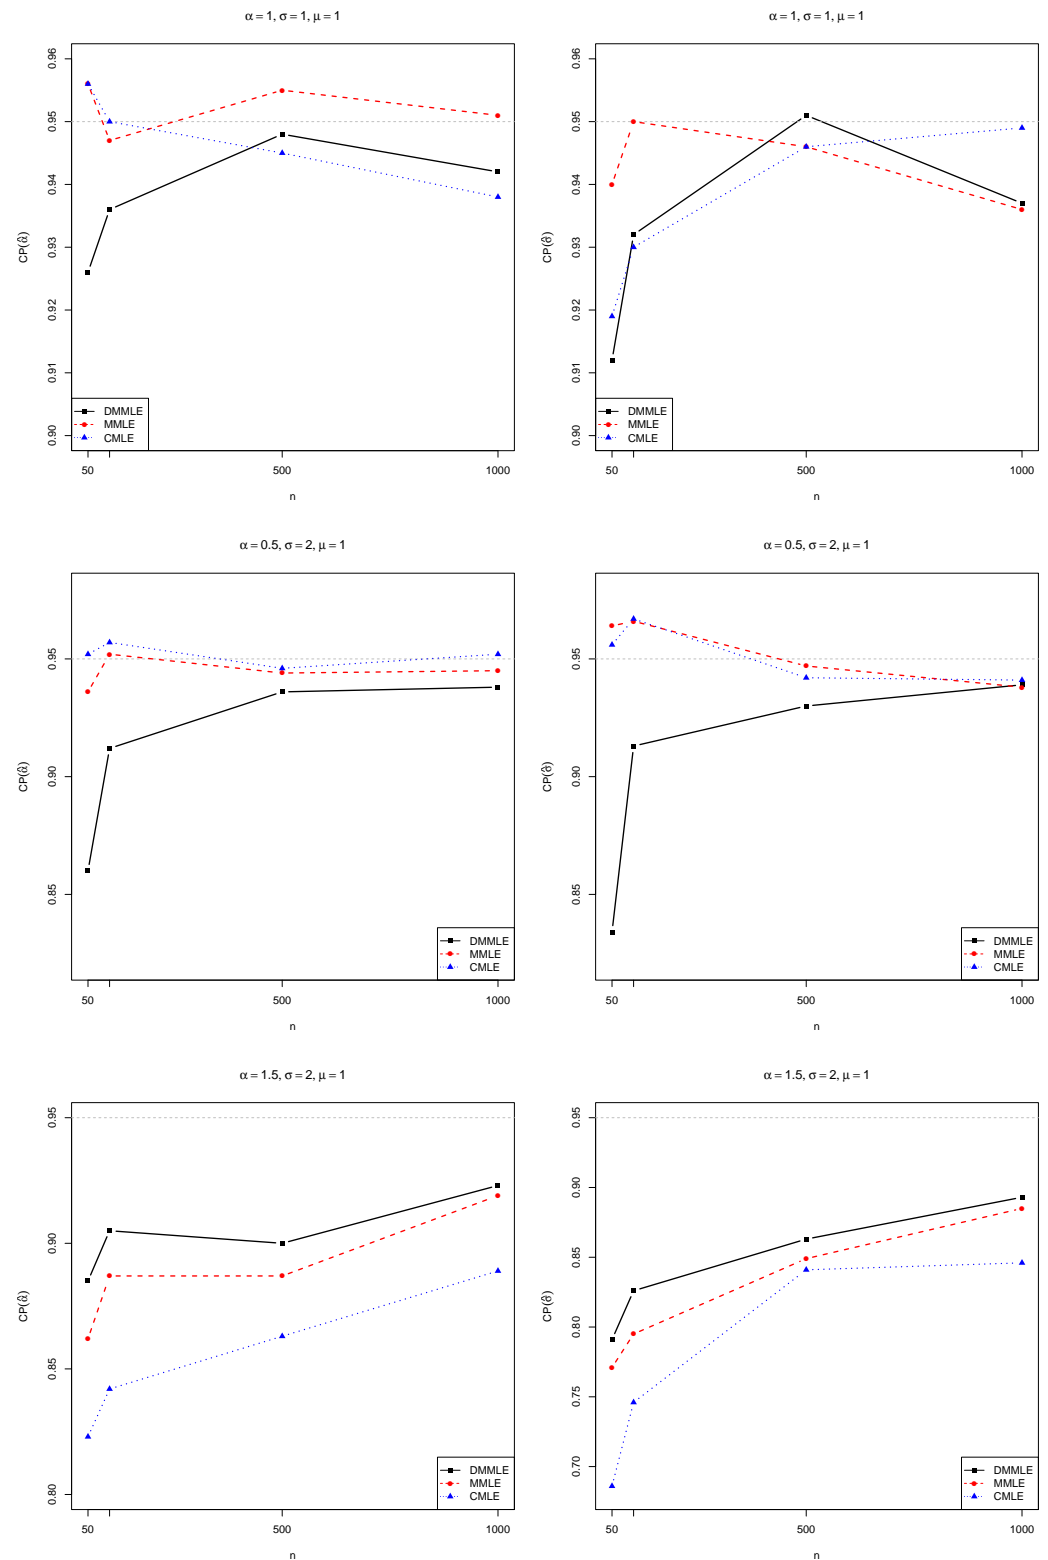 α = 1, σ = 1, μ = 1
CP(α̂)
0.96
0.95
0.94
0.93
0.92
0.91
0.90
DMMLE
MMLE
CMLE
50
500
1000
n
α = 1, σ = 1, μ = 1
CP(σ̂)
0.96
0.95
0.94
0.93
0.92
0.91
0.90
DMMLE
MMLE
CMLE
50
500
1000
n
α = 0.5, σ = 2, μ = 1
CP(α̂)
0.95
0.90
0.85
DMMLE
MMLE
CMLE
50
500
1000
n
α = 0.5, σ = 2, μ = 1
CP(σ̂)
0.95
0.90
0.85
DMMLE
MMLE
CMLE
50
500
1000
n
α = 1.5, σ = 2, μ = 1
CP(α̂)
0.95
0.90
0.85
0.80
DMMLE
MMLE
CMLE
50
500
1000
n
α = 1.5, σ = 2, μ = 1
CP(σ̂)
0.95
0.90
0.85
0.80
0.75
0.70
DMMLE
MMLE
CMLE
50
500
1000
n